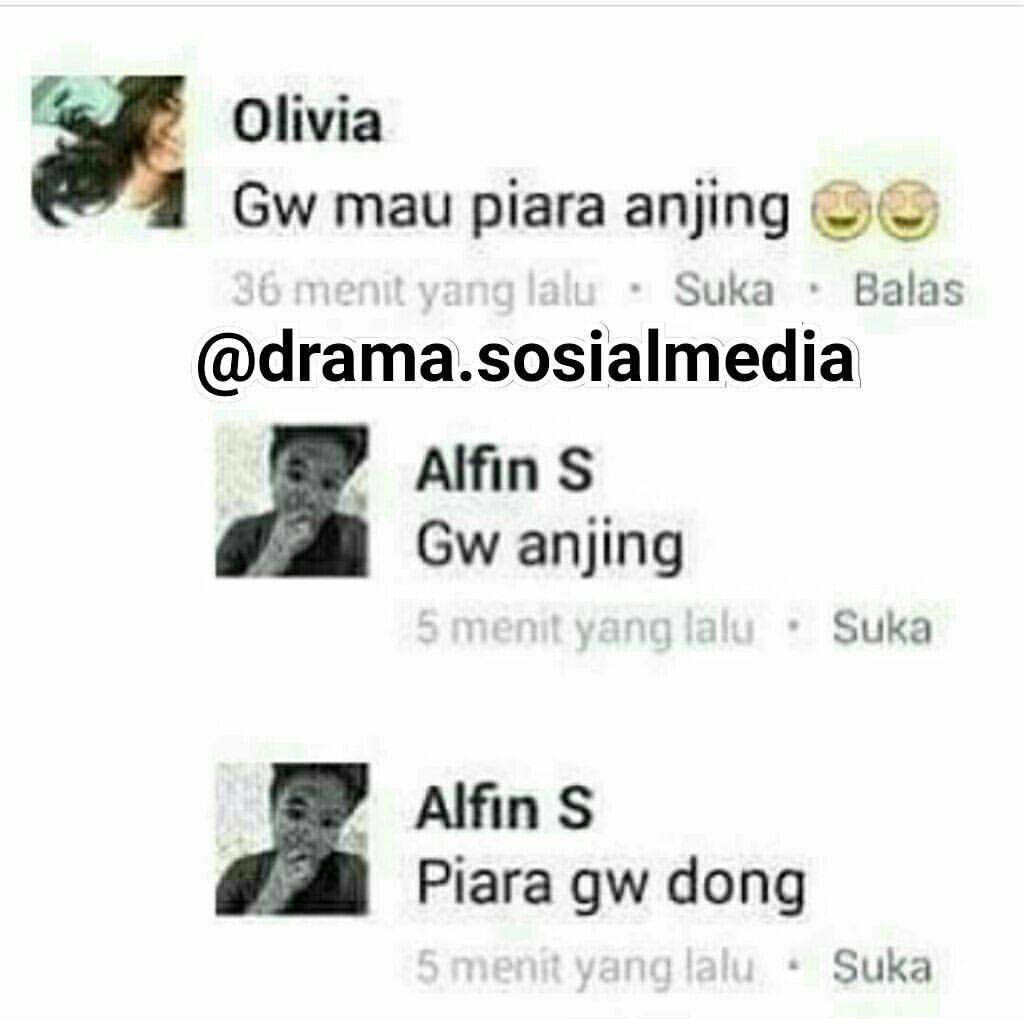 Olivia
Gw mau piara anjing 😍😍
36 menit yang lalu • Suka • Balas
@drama.sosialmedia
Alfin S
Gw anjing
5 menit yang lalu • Suka
Alfin S
Piara gw dong
5 menit yang lalu • Suka